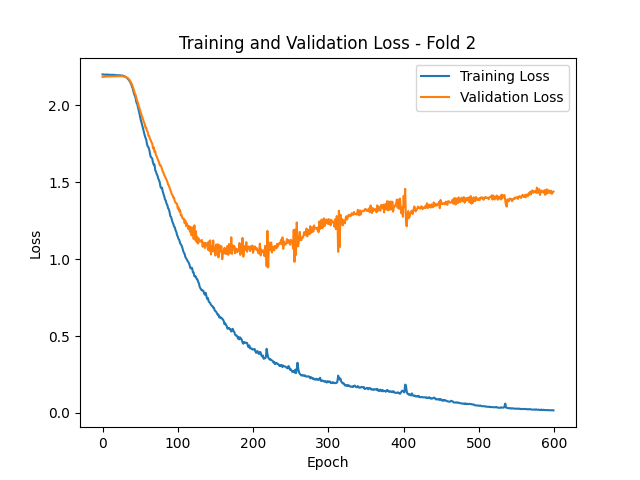 Training and Validation Loss - Fold 2
Training Loss
Validation Loss
2.0
1.5
1.0
0.5
0.0
Loss
0 100 200 300 400 500 600
Epoch